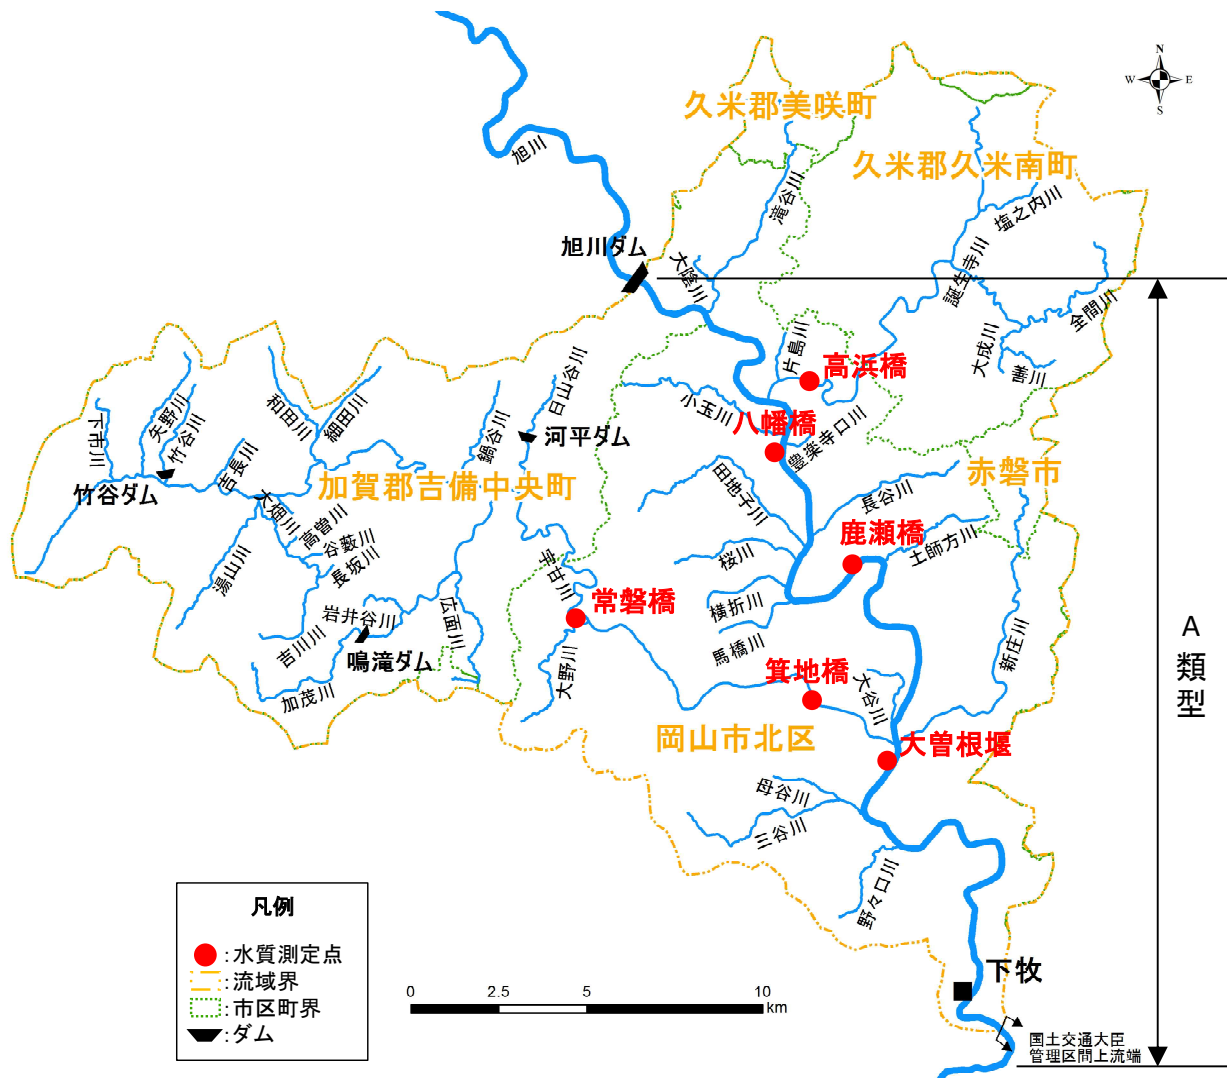 N
W
E
S
久米郡美咲町
旭川
久米郡久米南町
滝谷川
塩之内川
旭川ダム
大陰川
誕生寺川
全間川
片島川
大成川
高浜橋
善川
日山谷川
小玉川
八幡橋
豊楽寺口川
和田川
細田川
鍋谷川
河平ダム
下市川
矢野川
竹谷川
吉長川
竹谷ダム
加賀郡吉備中央町
赤磐市
田地子川
長谷川
高曽川
谷薮川
鹿瀬橋
土師方川
湯山川
長坂川
宇甘川
桜川
常磐橋
横折川
岩井谷川
広面川
A
類
型
吉川川
鳴滝ダム
馬橋川
新庄川
大野川
箕地橋
大谷川
加茂川
岡山市北区
大曽根堰
母谷川
三谷川
野々口川
凡例
:水質測定点
:流域界
:市区町界
:ダム
下牧
0 2.5 5 10
km
国土交通大臣
管理区間上流端